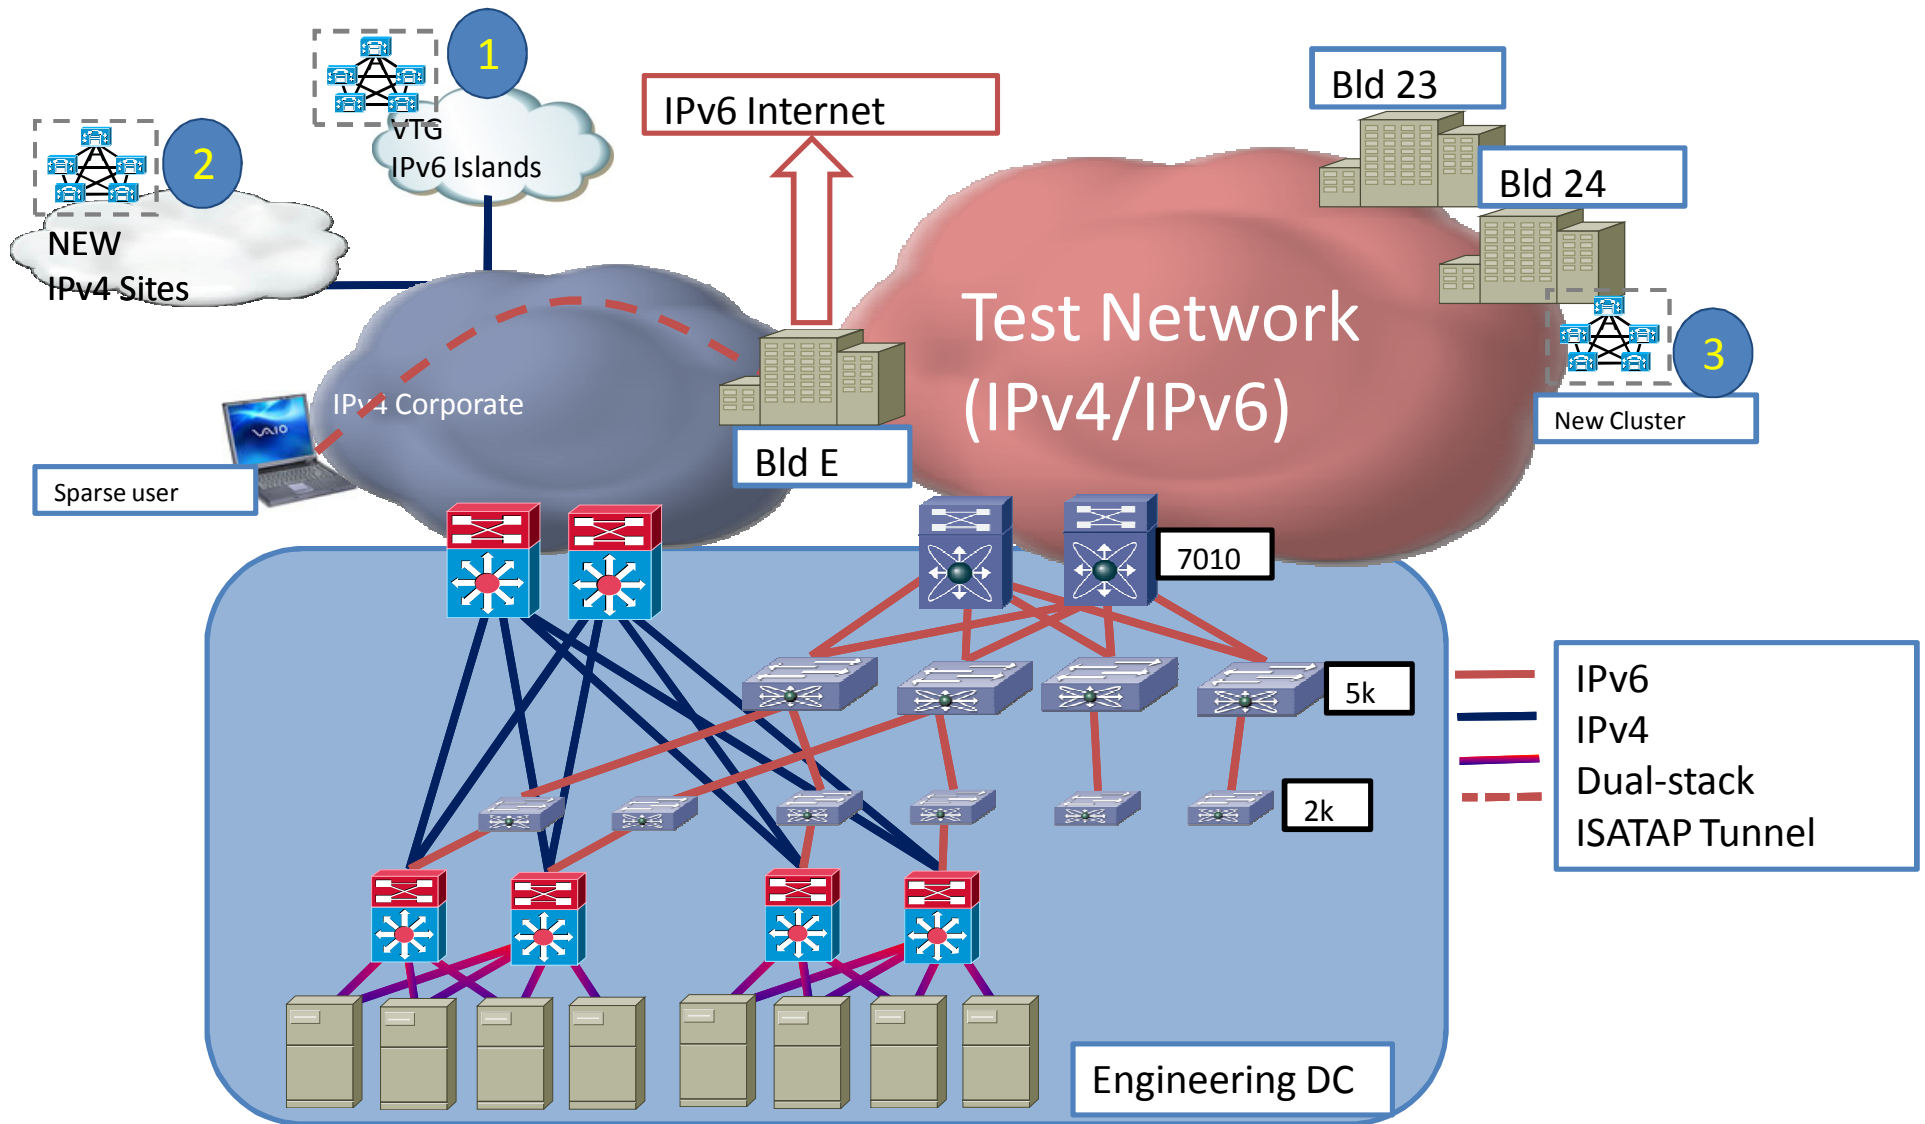 1
VTG
IPv6 Islands
2
NEW
IPv4 Sites
IPv6 Internet
Bld 23
Bld 24
Test Network
(IPv4/IPv6)
3
New Cluster
IPv4 Corporate
VAIO
Bld E
Sparse user
7010
5k
2k
IPv6
IPv4
Dual-stack
ISATAP Tunnel
Engineering DC